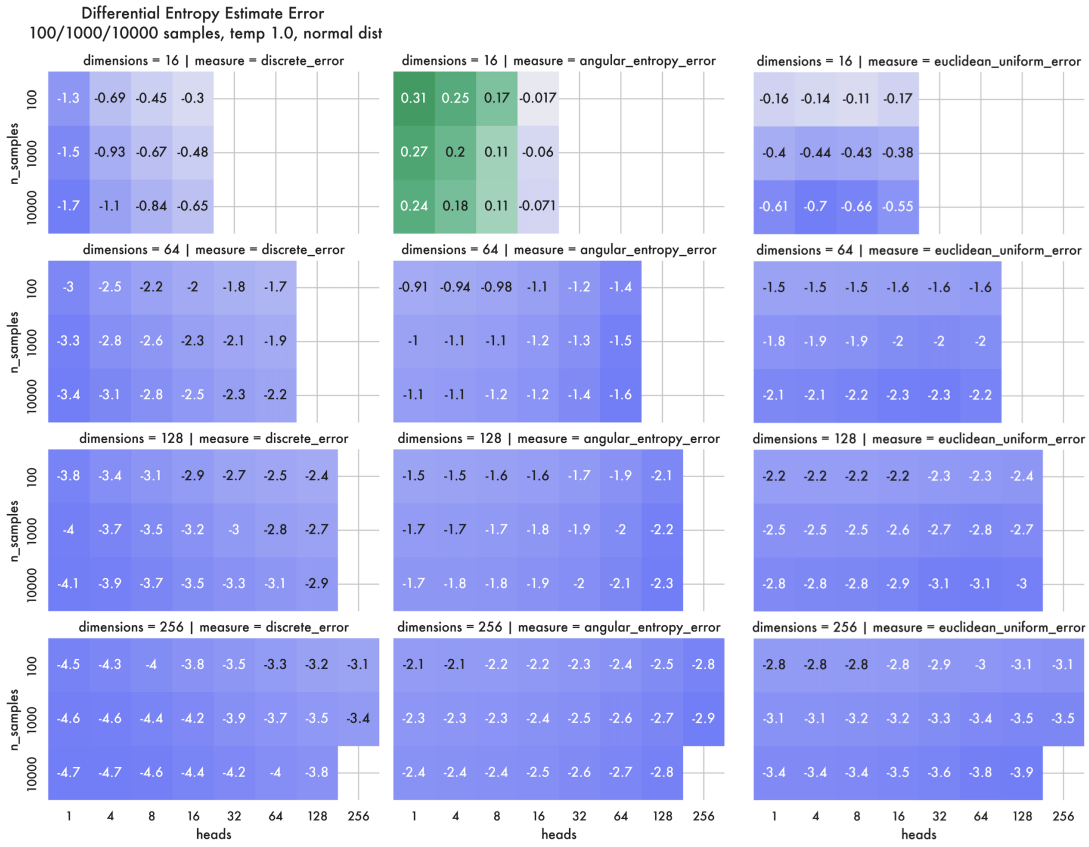 Differential Entropy Estimate Error
100/1000/10000 samples, temp 1.0, normal dist
dimensions = 16 | measure = discrete_error
dimensions = 16 | measure = angular_entropy_error
dimensions = 16 | measure = euclidean_uniform_error
n_samples
100 -1.3 -0.69 -0.45 -0.3 0.31 0.25 0.17 -0.017 -0.16 -0.14 -0.11 -0.17
1000 -1.5 -0.93 -0.67 -0.48 0.27 0.2 0.11 -0.06 -0.4 -0.44 -0.43 -0.38
10000 -1.7 -1.1 -0.84 -0.65 0.24 0.18 0.11 -0.071 -0.61 -0.7 -0.66 -0.55
dimensions = 64 | measure = discrete_error
dimensions = 64 | measure = angular_entropy_error
dimensions = 64 | measure = euclidean_uniform_error
n_samples
100 -3 -2.5 -2.2 -2 -1.8 -1.7 -0.91 -0.94 -0.98 -1.1 -1.2 -1.4 -1.5 -1.5 -1.5 -1.6 -1.6 -1.6
1000 -3.3 -2.8 -2.6 -2.3 -2.1 -1.9 -1 -1.1 -1.1 -1.2 -1.3 -1.5 -1.8 -1.9 -1.9 -2 -2 -2
10000 -3.4 -3.1 -2.8 -2.5 -2.3 -2.2 -1.1 -1.1 -1.2 -1.2 -1.4 -1.6 -2.1 -2.1 -2.2 -2.3 -2.3 -2.2
dimensions = 128 | measure = discrete_error
dimensions = 128 | measure = angular_entropy_error
dimensions = 128 | measure = euclidean_uniform_error
n_samples
100 -3.8 -3.4 -3.1 -2.9 -2.7 -2.5 -2.4 -1.5 -1.5 -1.6 -1.6 -1.7 -1.9 -2.1 -2.2 -2.2 -2.2 -2.2 -2.3 -2.3 -2.4
1000 -4 -3.7 -3.5 -3.2 -3 -2.8 -2.7 -1.7 -1.7 -1.7 -1.8 -1.9 -2 -2.2 -2.5 -2.5 -2.5 -2.6 -2.7 -2.8 -2.7
10000 -4.1 -3.9 -3.7 -3.5 -3.3 -3.1 -2.9 -1.7 -1.8 -1.8 -1.9 -2 -2.1 -2.3 -2.8 -2.8 -2.8 -2.9 -3.1 -3.1 -3
dimensions = 256 | measure = discrete_error
dimensions = 256 | measure = angular_entropy_error
dimensions = 256 | measure = euclidean_uniform_error
n_samples
100 -4.5 -4.3 -4 -3.8 -3.5 -3.3 -3.2 -3.1 -2.1 -2.1 -2.2 -2.2 -2.3 -2.4 -2.5 -2.8 -2.8 -2.8 -2.8 -2.8 -2.9 -3 -3.1 -3.1
1000 -4.6 -4.6 -4.4 -4.2 -3.9 -3.7 -3.5 -3.4 -2.3 -2.3 -2.3 -2.4 -2.5 -2.6 -2.7 -2.9 -3.1 -3.1 -3.2 -3.2 -3.3 -3.4 -3.5 -3.5
10000 -4.7 -4.7 -4.6 -4.4 -4.2 -4 -3.8 -2.4 -2.4 -2.4 -2.5 -2.6 -2.7 -2.8 -3.4 -3.4 -3.4 -3.5 -3.6 -3.8 -3.9
1 4 8 16 32 64 128 256 1 4 8 16 32 64 128 256 1 4 8 16 32 64 128 256
heads heads heads